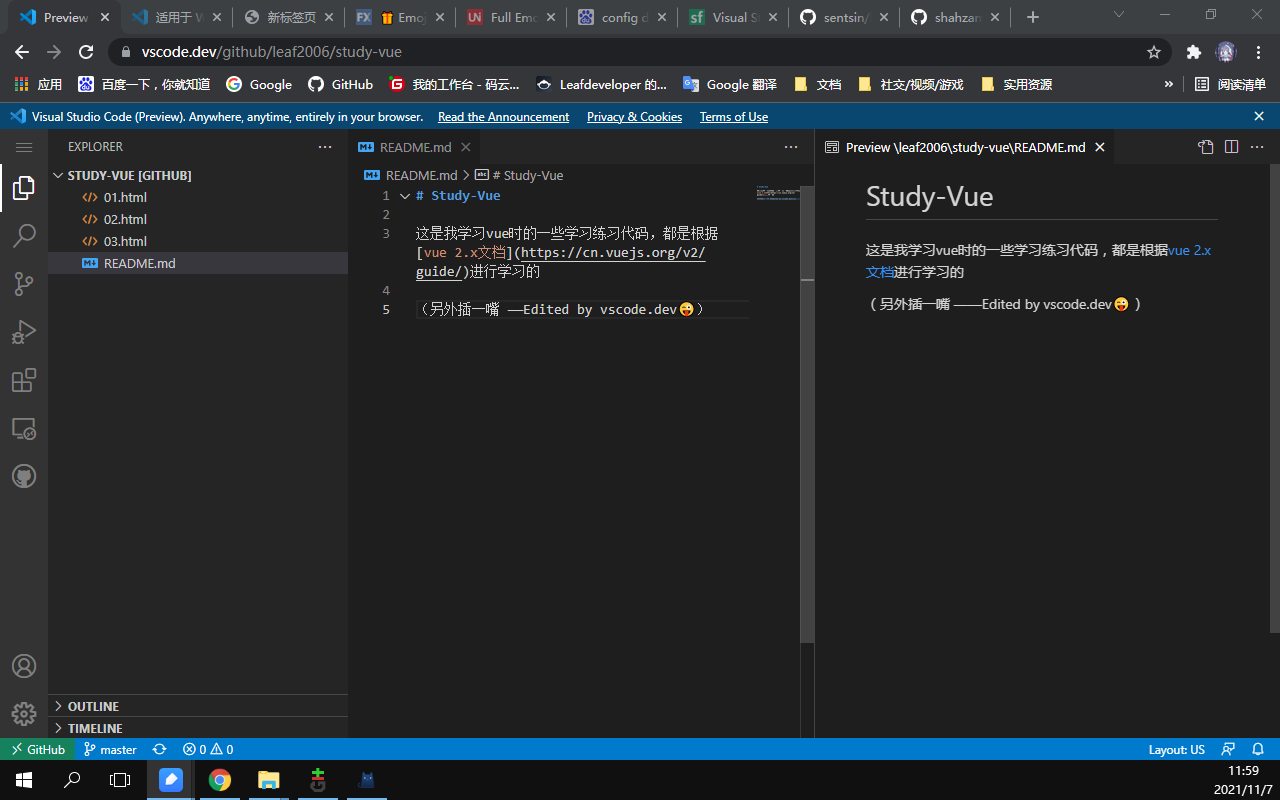 Preview
适用于 W
新标签页
FX 🎁 Emoj
UN Full Emo
config d
sf Visual S
sentsin/
shahzan
vscode.dev/github/leaf2006/study-vue
应用 百度一下，你就知道 Google GitHub 我的工作台 - 码云... Leafdeveloper 的... Google 翻译 文档 社交/视频/游戏 实用资源 » 阅读清单
Visual Studio Code (Preview). Anywhere, anytime, entirely in your browser. Read the Announcement Privacy & Cookies Terms of Use
EXPLORER
STUDY-VUE [GITHUB]
01.html
02.html
03.html
README.md
OUTLINE
TIMELINE
README.md
README.md > # Study-Vue
1 # Study-Vue
2
3 这是我学习vue时的一些学习练习代码，都是根据
[vue 2.x文档](https://cn.vuejs.org/v2/
guide/)进行学习的
4
5 （另外插一嘴 ——Edited by vscode.dev😜）
Preview \leaf2006\study-vue\README.md
Study-Vue
这是我学习vue时的一些学习练习代码，都是根据vue 2.x
文档进行学习的
（另外插一嘴 ——Edited by vscode.dev😜）
GitHub master 0 0 Layout: US
11:59
2021/11/7